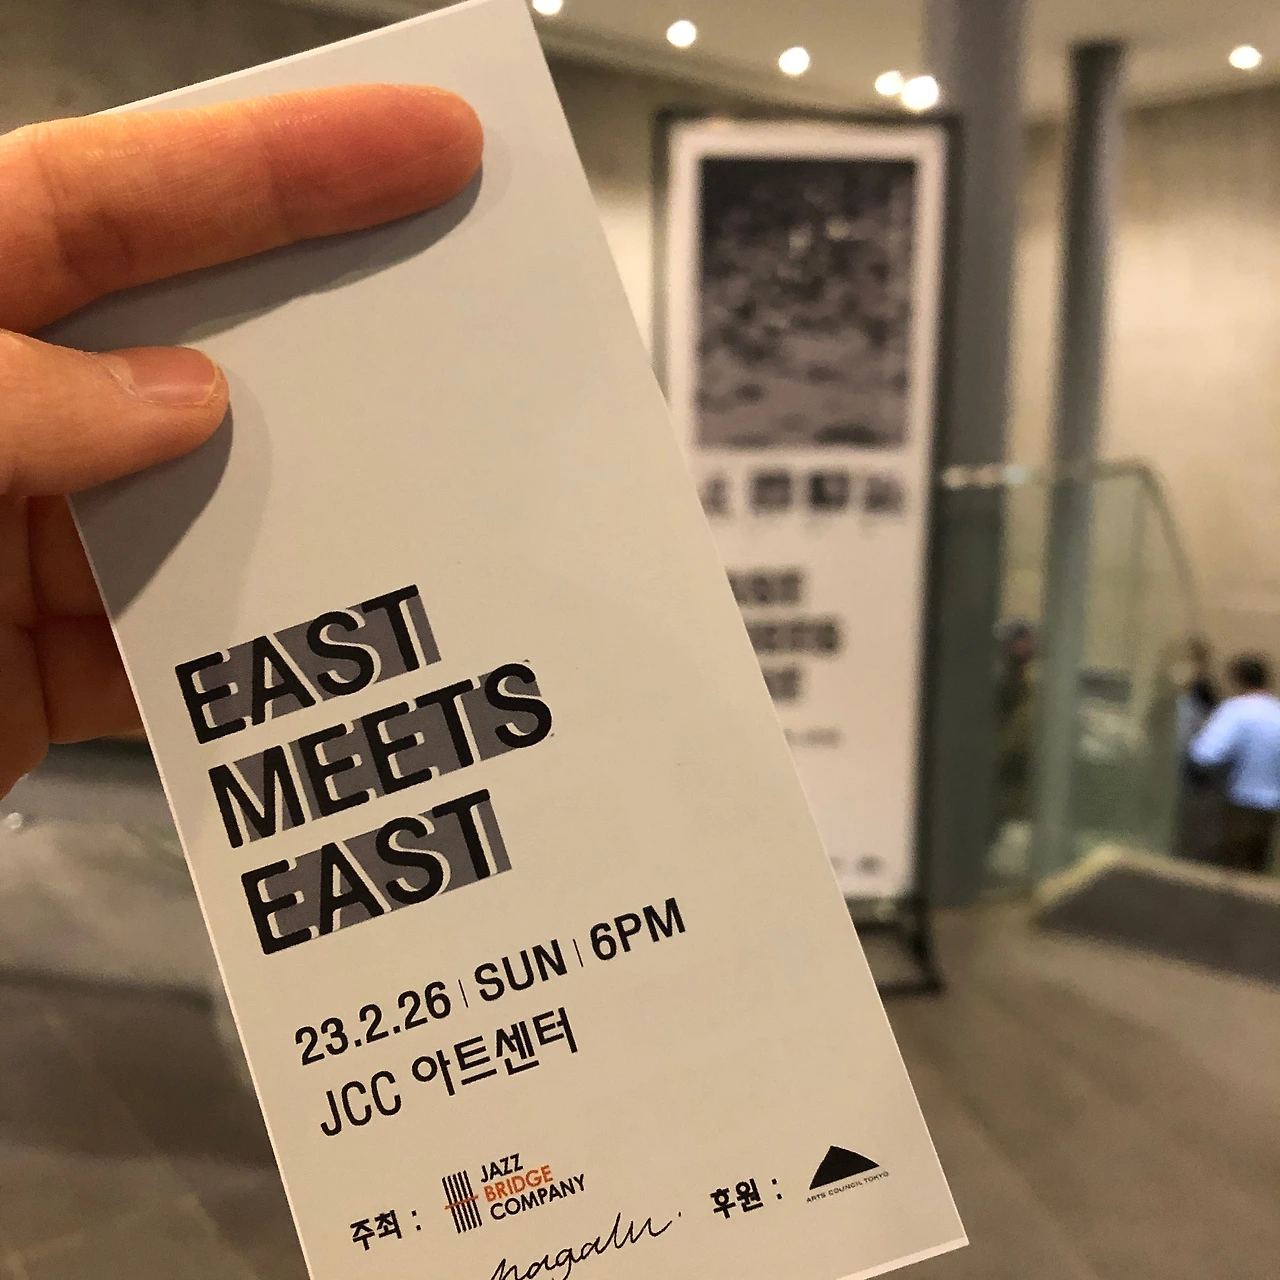 EAST
MEETS
EAST
23.2.26 | SUN | 6PM
JCC 아트센터
주최 :
JAZZ
BRIDGE
COMPANY
후원 :
ARTS COUNCIL TOKYO